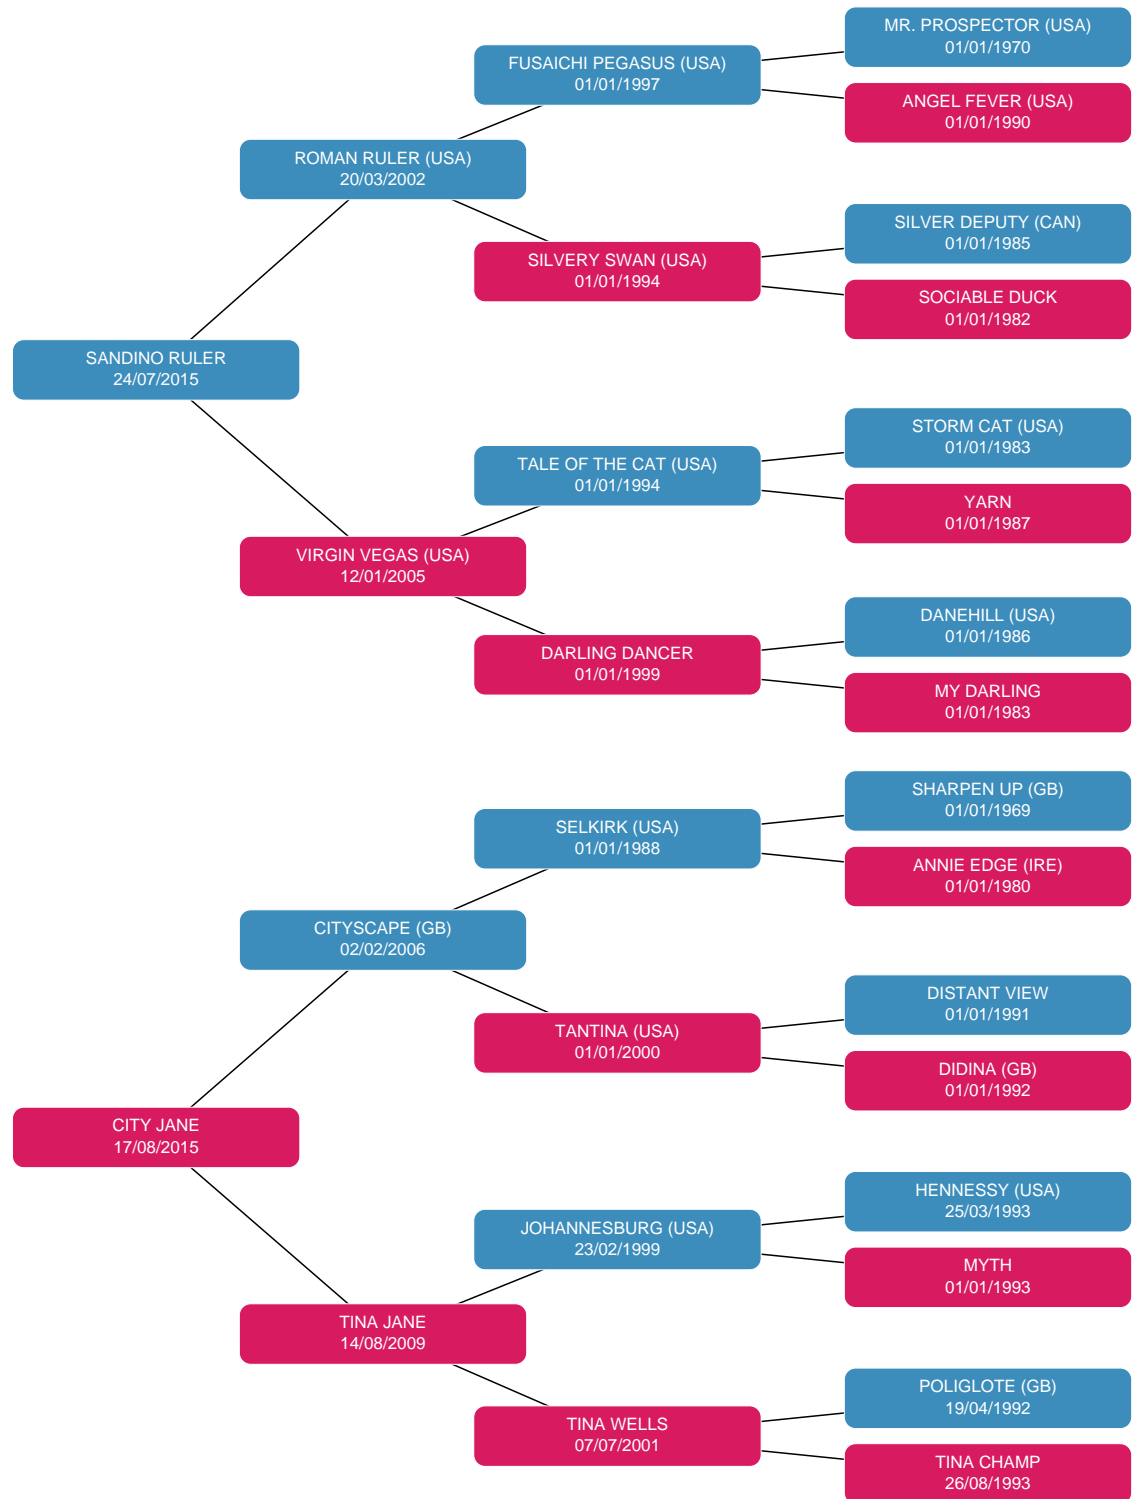 MR. PROSPECTOR (USA)
01/01/1970
FUSAICHI PEGASUS (USA)
01/01/1997
ANGEL FEVER (USA)
01/01/1990
ROMAN RULER (USA)
20/03/2002
SILVER DEPUTY (CAN)
01/01/1985
SILVERY SWAN (USA)
01/01/1994
SOCIABLE DUCK
01/01/1982
SANDINO RULER
24/07/2015
STORM CAT (USA)
01/01/1983
TALE OF THE CAT (USA)
01/01/1994
YARN
01/01/1987
VIRGIN VEGAS (USA)
12/01/2005
DANEHILL (USA)
01/01/1986
DARLING DANCER
01/01/1999
MY DARLING
01/01/1983
SHARPEN UP (GB)
01/01/1969
SELKIRK (USA)
01/01/1988
ANNIE EDGE (IRE)
01/01/1980
CITYSCAPE (GB)
02/02/2006
DISTANT VIEW
01/01/1991
TANTINA (USA)
01/01/2000
DIDINA (GB)
01/01/1992
CITY JANE
17/08/2015
HENNESSY (USA)
25/03/1993
JOHANNESBURG (USA)
23/02/1999
MYTH
01/01/1993
TINA JANE
14/08/2009
POLIGLOTE (GB)
19/04/1992
TINA WELLS
07/07/2001
TINA CHAMP
26/08/1993